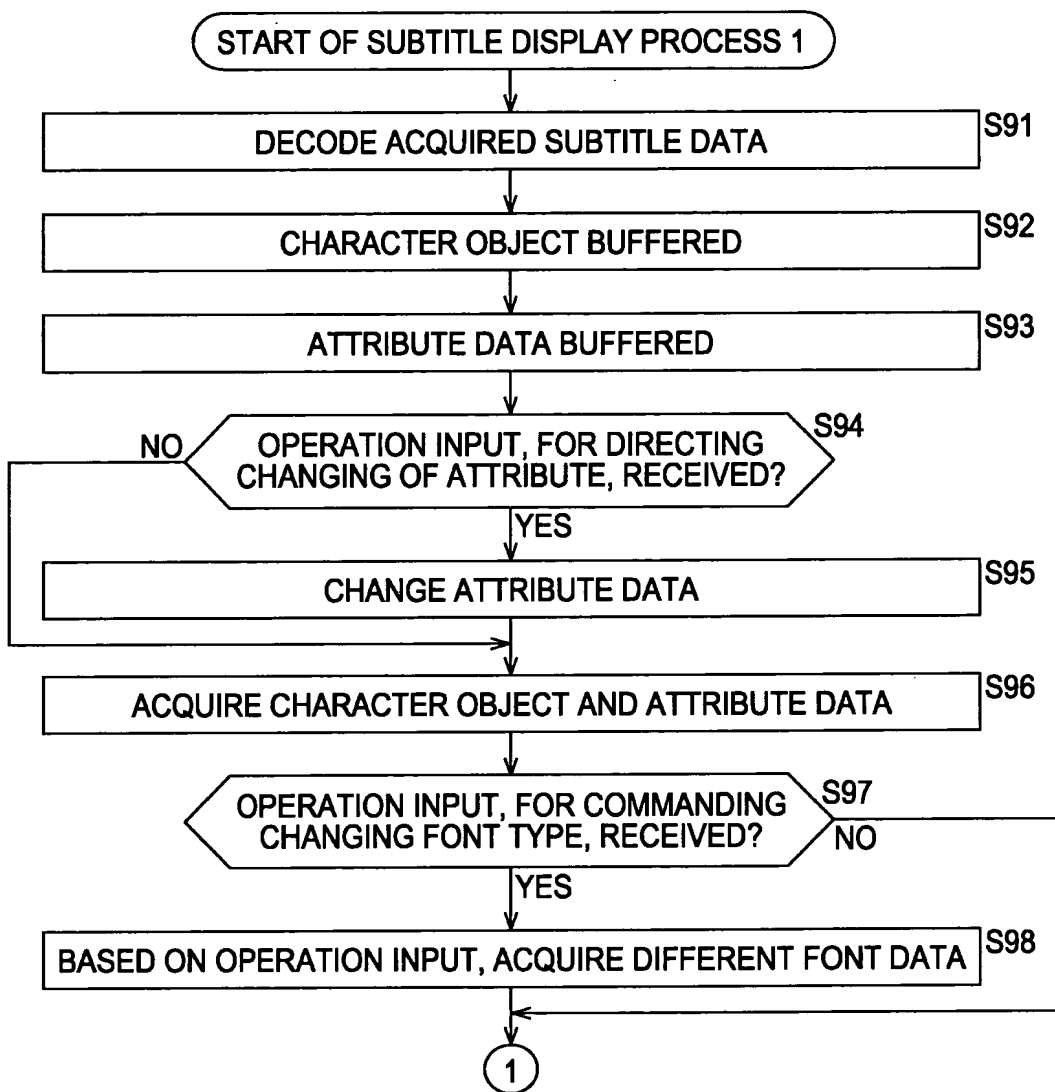 START OF SUBTITLE DISPLAY PROCESS 1
S91
DECODE ACQUIRED SUBTITLE DATA
S92
CHARACTER OBJECT BUFFERED
S93
ATTRIBUTE DATA BUFFERED
S94
NO
OPERATION INPUT, FOR DIRECTING
CHANGING OF ATTRIBUTE, RECEIVED?
YES
S95
CHANGE ATTRIBUTE DATA
S96
ACQUIRE CHARACTER OBJECT AND ATTRIBUTE DATA
S97
OPERATION INPUT, FOR COMMANDING
CHANGING FONT TYPE, RECEIVED?
NO
YES
S98
BASED ON OPERATION INPUT, ACQUIRE DIFFERENT FONT DATA
1